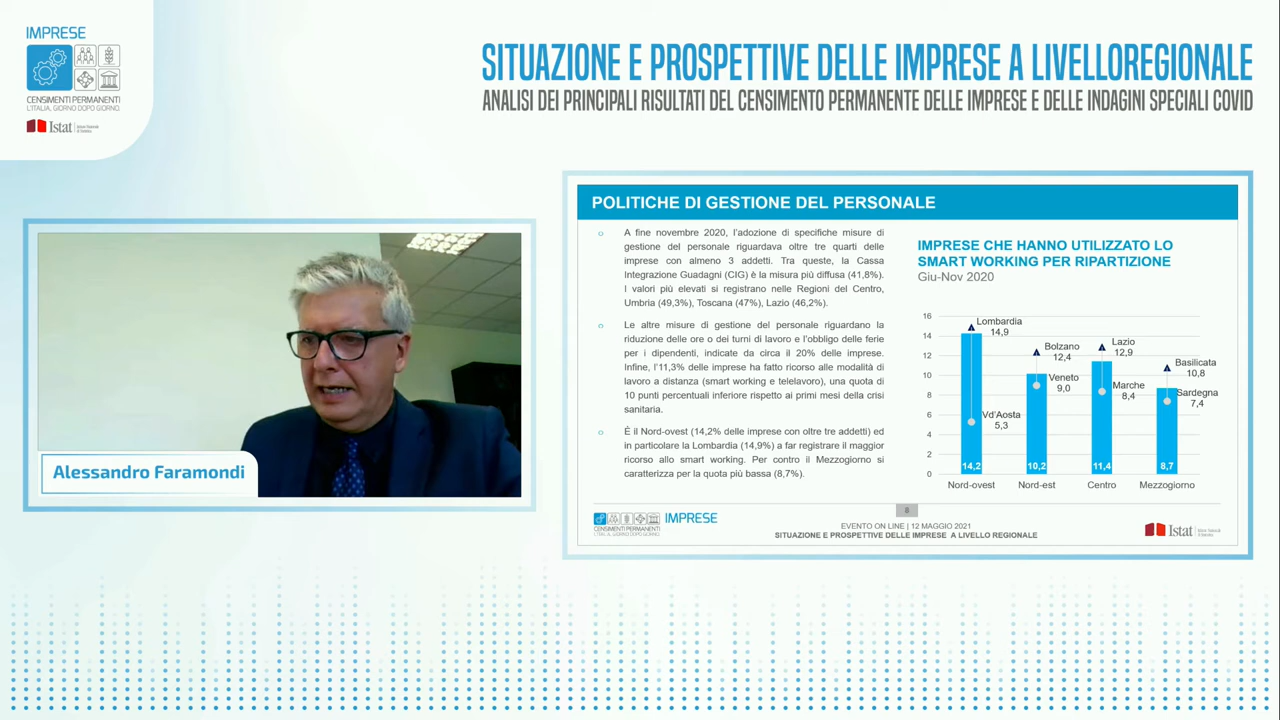 IMPRESE
CENSIMENTI PERMANENTI
L'ITALIA, GIORNO DOPO GIORNO.
Istat
SITUAZIONE E PROSPETTIVE DELLE IMPRESE A LIVELLOREGIONALE
ANALISI DEI PRINCIPALI RISULTATI DEL CENSIMENTO PERMANENTE DELLE IMPRESE E DELLE INDAGINI SPECIALI COVID
Alessandro Faramondi
POLITICHE DI GESTIONE DEL PERSONALE
A fine novembre 2020, l'adozione di specifiche misure di
gestione del personale riguardava oltre tre quarti delle
imprese con almeno 3 addetti. Tra queste, la Cassa
Integrazione Guadagni (CIG) è la misura più diffusa (41,8%).
I valori più elevati si registrano nelle Regioni del Centro,
Umbria (49,3%), Toscana (47%), Lazio (46,2%).
Le altre misure di gestione del personale riguardano la
riduzione delle ore o dei turni di lavoro e l'obbligo delle ferie
per i dipendenti, indicate da circa il 20% delle imprese.
Infine, l'11,3% delle imprese ha fatto ricorso alle modalità di
lavoro a distanza (smart working e telelavoro), una quota di
10 punti percentuali inferiore rispetto ai primi mesi della crisi
sanitaria.
É il Nord-ovest (14,2% delle imprese con oltre tre addetti) ed
in particolare la Lombardia (14,9%) a far registrare il maggior
ricorso allo smart working. Per contro il Mezzogiorno si
caratterizza per la quota più bassa (8,7%).
IMPRESE CHE HANNO UTILIZZATO LO
SMART WORKING PER RIPARTIZIONE
Giu-Nov 2020
16
14
12
10
8
6
4
2
0
Lombardia
14,9
Vd'Aosta
5,3
14,2
Bolzano
12,4
Veneto
9,0
10,2
Lazio
12,9
Marche
8,4
11,4
Basilicata
10,8
Sardegna
7,4
8,7
Nord-ovest Nord-est Centro Mezzogiorno
CENSIMENTI PERMANENTI
IMPRESE
8
EVENTO ON LINE | 12 MAGGIO 2021
SITUAZIONE E PROSPETTIVE DELLE IMPRESE A LIVELLO REGIONALE
Istat